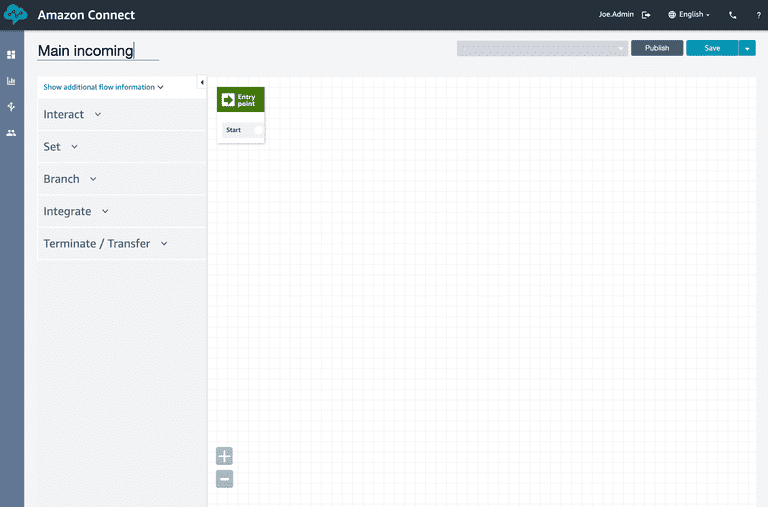 Amazon Connect
Joe.Admin
English
?
Main incoming
Publish
Save
Show additional flow information
Interact
Set
Branch
Integrate
Terminate / Transfer
Entry
point
Start